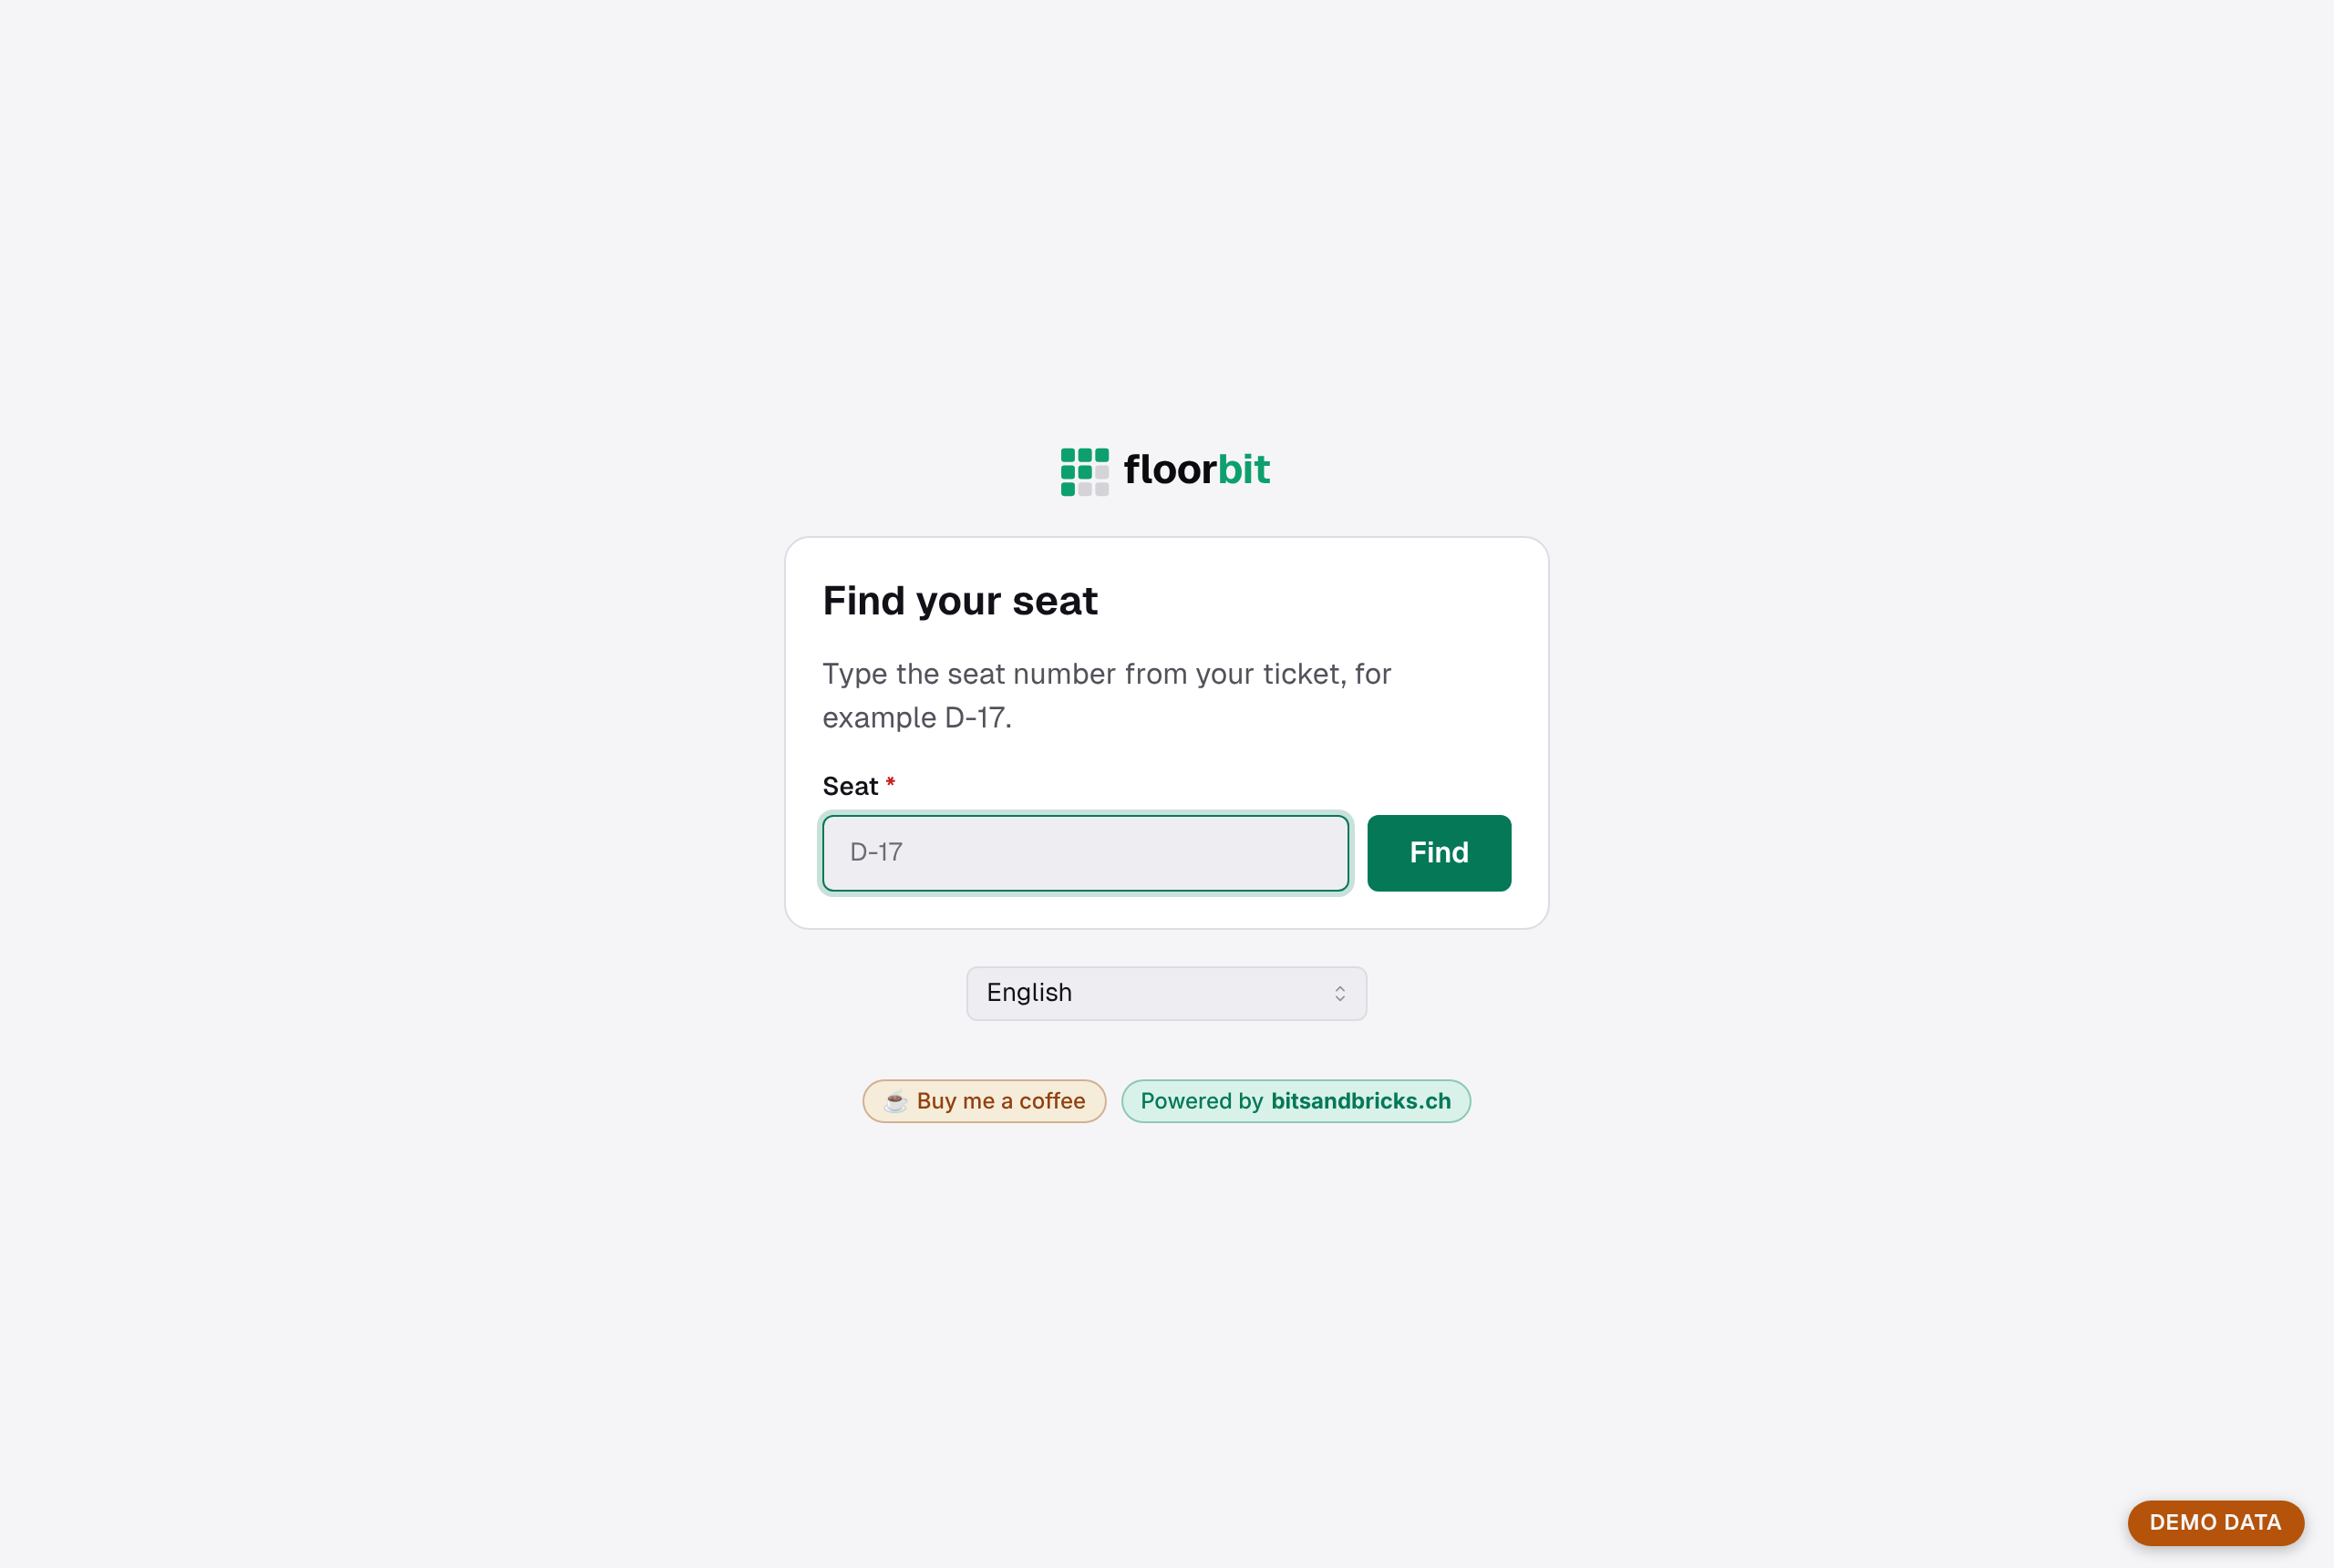 floorbit
Find your seat
Type the seat number from your ticket, for
example D-17.
Seat *
D-17
Find
English
☕ Buy me a coffee
Powered by bitsandbricks.ch
DEMO DATA